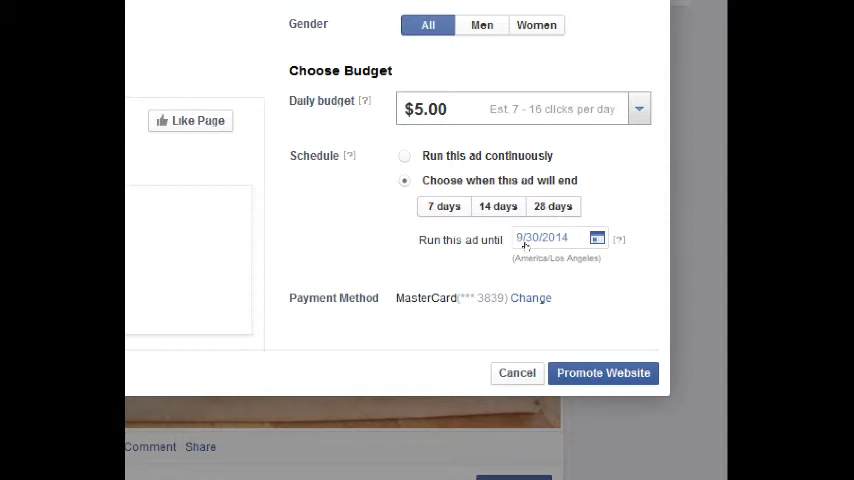 Gender All Men Women
Choose Budget
Daily budget [?] $5.00 Est. 7 - 16 clicks per day
Like Page
Schedule [?] Run this ad continuously
Choose when this ad will end
7 days 14 days 28 days
Run this ad until 9/30/2014 [?]
(America/Los Angeles)
Payment Method MasterCard(*** 3839) Change
Cancel Promote Website
Comment Share